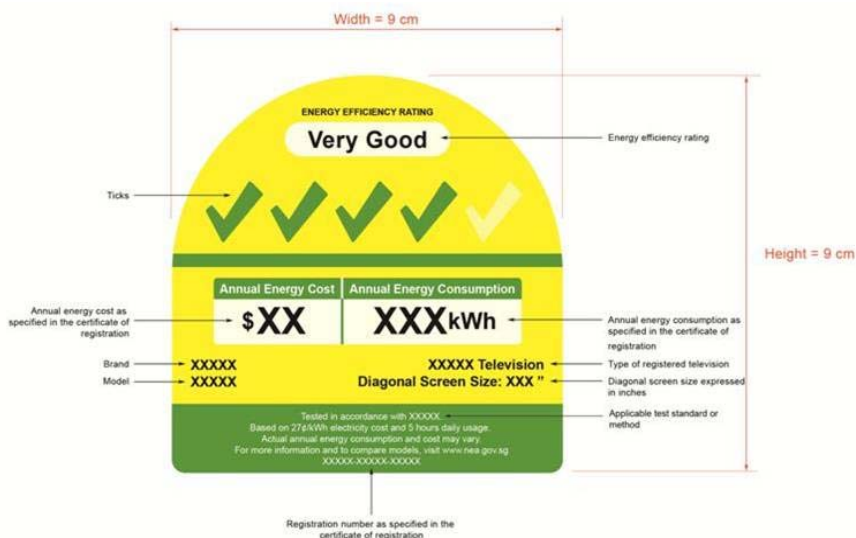 Width = 9 cm
ENERGY EFFICIENCY RATING
Very Good
Energy efficiency rating
Ticks
Height = 9 cm
Annual Energy Cost
Annual Energy Consumption
$XX
XXXkWh
Annual energy cost as
specified in the certificate of
registration
Annual energy consumption as
specified in the certificate of
registration
Brand
XXXXX
XXXXX Television
Type of registered television
Model
XXXXX
Diagonal Screen Size: XXX "
Diagonal screen size expressed
in inches
Tested in accordance with XXXXX.
Based on 27¢/kWh electricity cost and 5 hours daily usage.
Actual annual energy consumption and cost may vary.
For more information and to compare models, visit www.nea.gov.sg
XXXXX-XXXXX-XXXXX
Applicable test standard or
method
Registration number as specified in the
certificate of registration